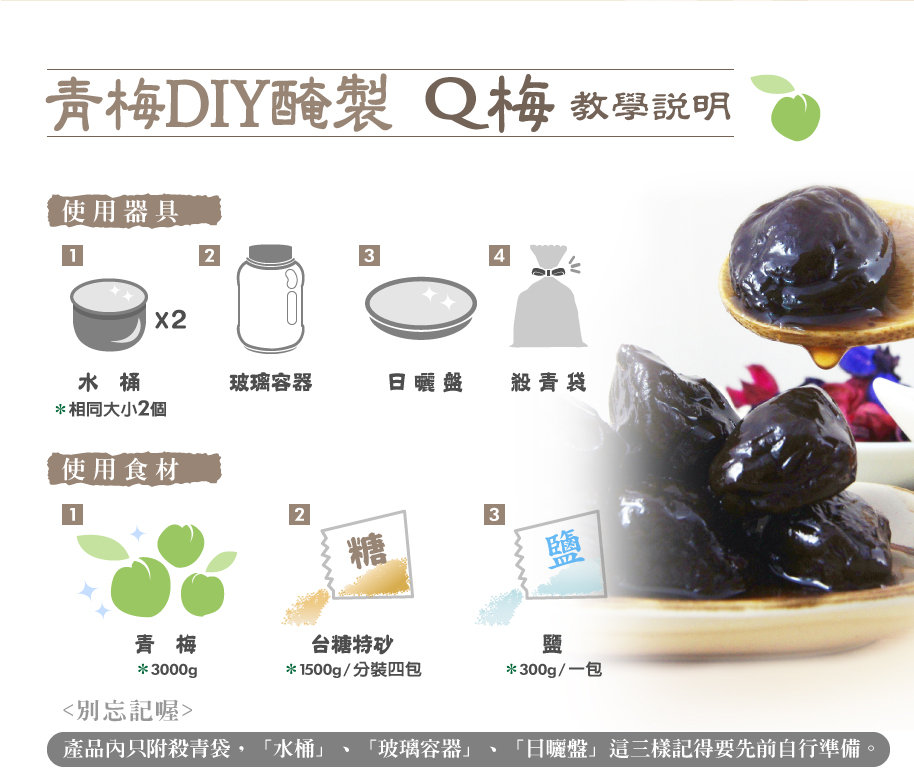 青梅DIY醃製 Q梅 教學説明
使用器具
1 2 3 4
x2
水桶 玻璃容器 日曬盤 殺青袋
＊相同大小2個
使用食材
1 2 3
糖 鹽
青梅 台糖特砂 鹽
＊3000g ＊1500g/分裝四包 ＊300g/一包
<別忘記喔>
產品內只附殺青袋，「水桶」、「玻璃容器」、「日曬盤」這三樣記得要先前自行準備。